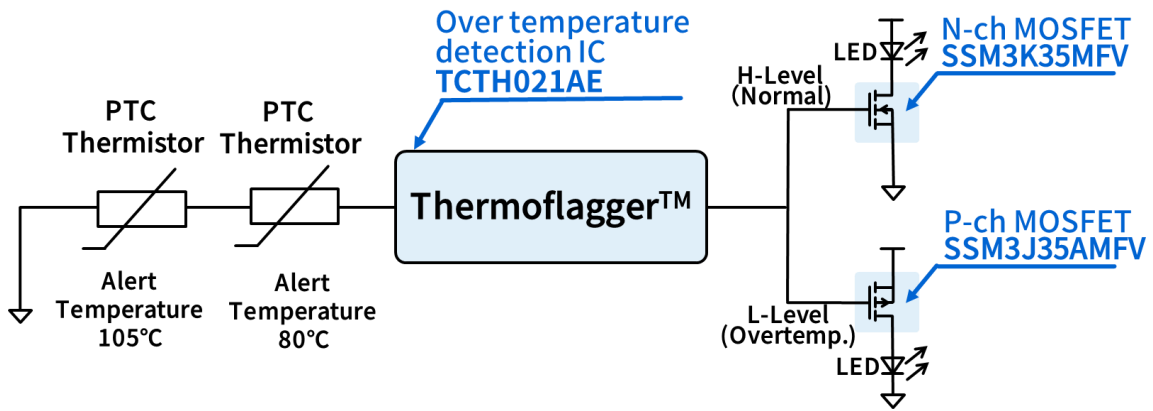 Over temperature
detection IC
TCTH021AE
N-ch MOSFET
SSM3K35MFV
LED
H-Level
(Normal)
PTC
Thermistor
PTC
Thermistor
Thermoflagger™
P-ch MOSFET
SSM3J35AMFV
Alert
Temperature
105℃
Alert
Temperature
80℃
L-Level
(Overtemp.)
LED